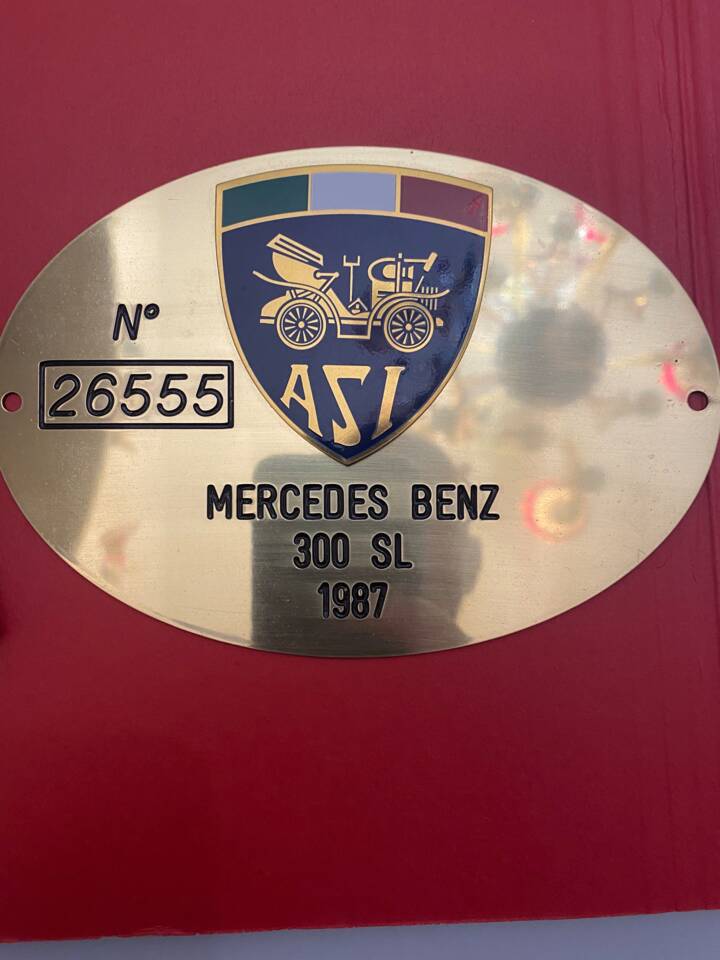 ASI
N°
26555
MERCEDES BENZ
300 SL
1987